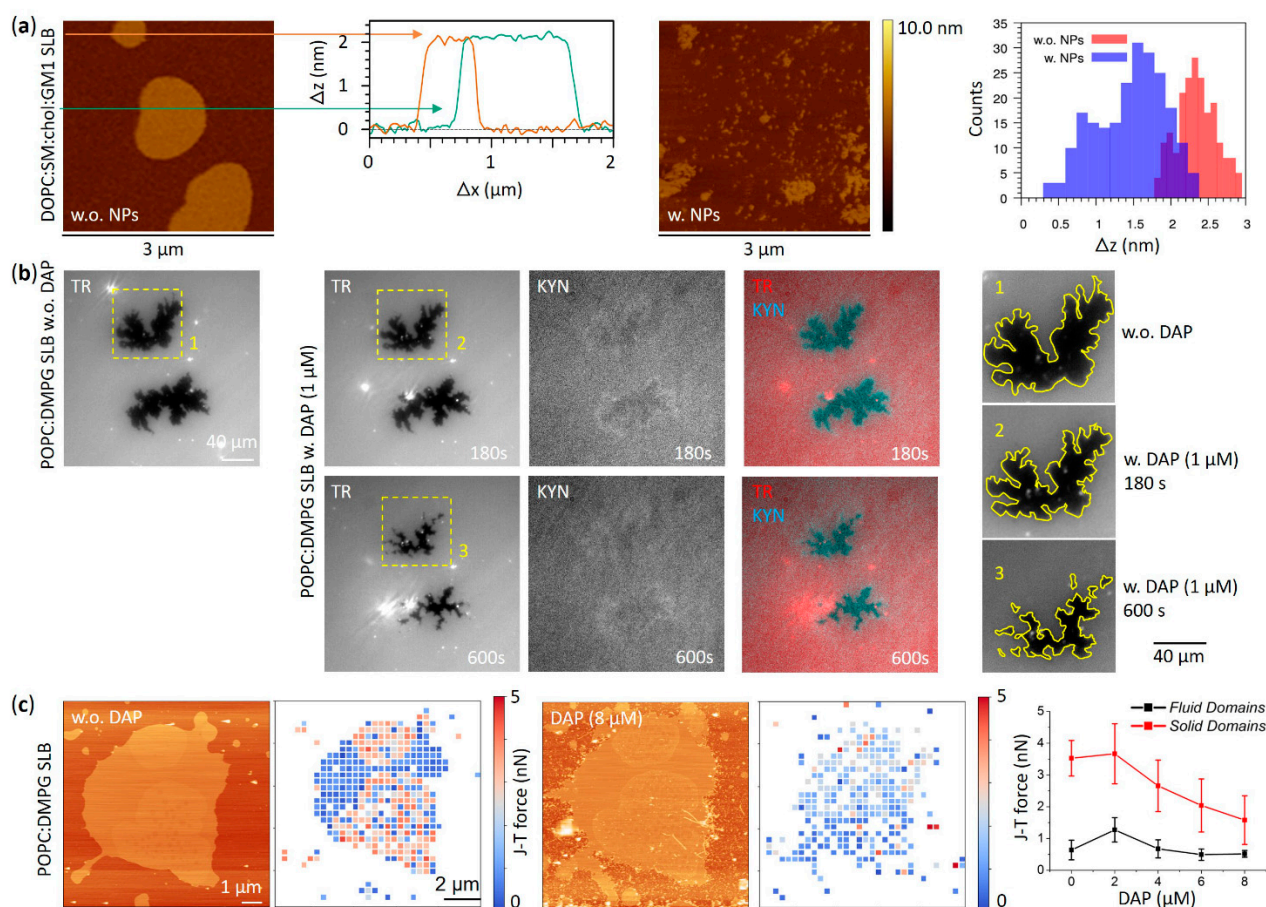 (a)
DOPC:SM:chol:GM1 SLB
w.o. NPs
3 μm
Δz (nm)
2
1
0
0
1
2
Δx (μm)
w. NPs
3 μm
10.0 nm
Counts
35
30
25
20
15
10
5
0
w.o. NPs
w. NPs
0
0.5
1
1.5
2
2.5
3
Δz (nm)
(b)
POPC:DMPG SLB w.o. DAP
TR
1
40 μm
POPC:DMPG SLB w. DAP (1 μM)
TR
2
180s
KYN
180s
TR
KYN
180s
TR
3
600s
KYN
600s
TR
KYN
600s
1
w.o. DAP
2
w. DAP (1 μM)
180 s
3
w. DAP (1 μM)
600 s
40 μm
(c)
POPC:DMPG SLB
w.o. DAP
1 μm
2 μm
5
J-T force (nN)
0
DAP (8 μM)
5
J-T force (nN)
0
Fluid Domains
Solid Domains
J-T force (nN)
5
4
3
2
1
0
0
2
4
6
8
DAP (μM)